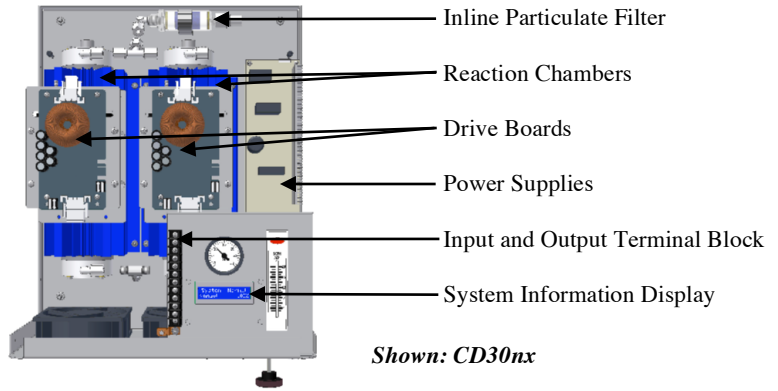 Inline Particulate Filter
Reaction Chambers
Drive Boards
Power Supplies
Input and Output Terminal Block
System Information Display
Shown: CD30nx